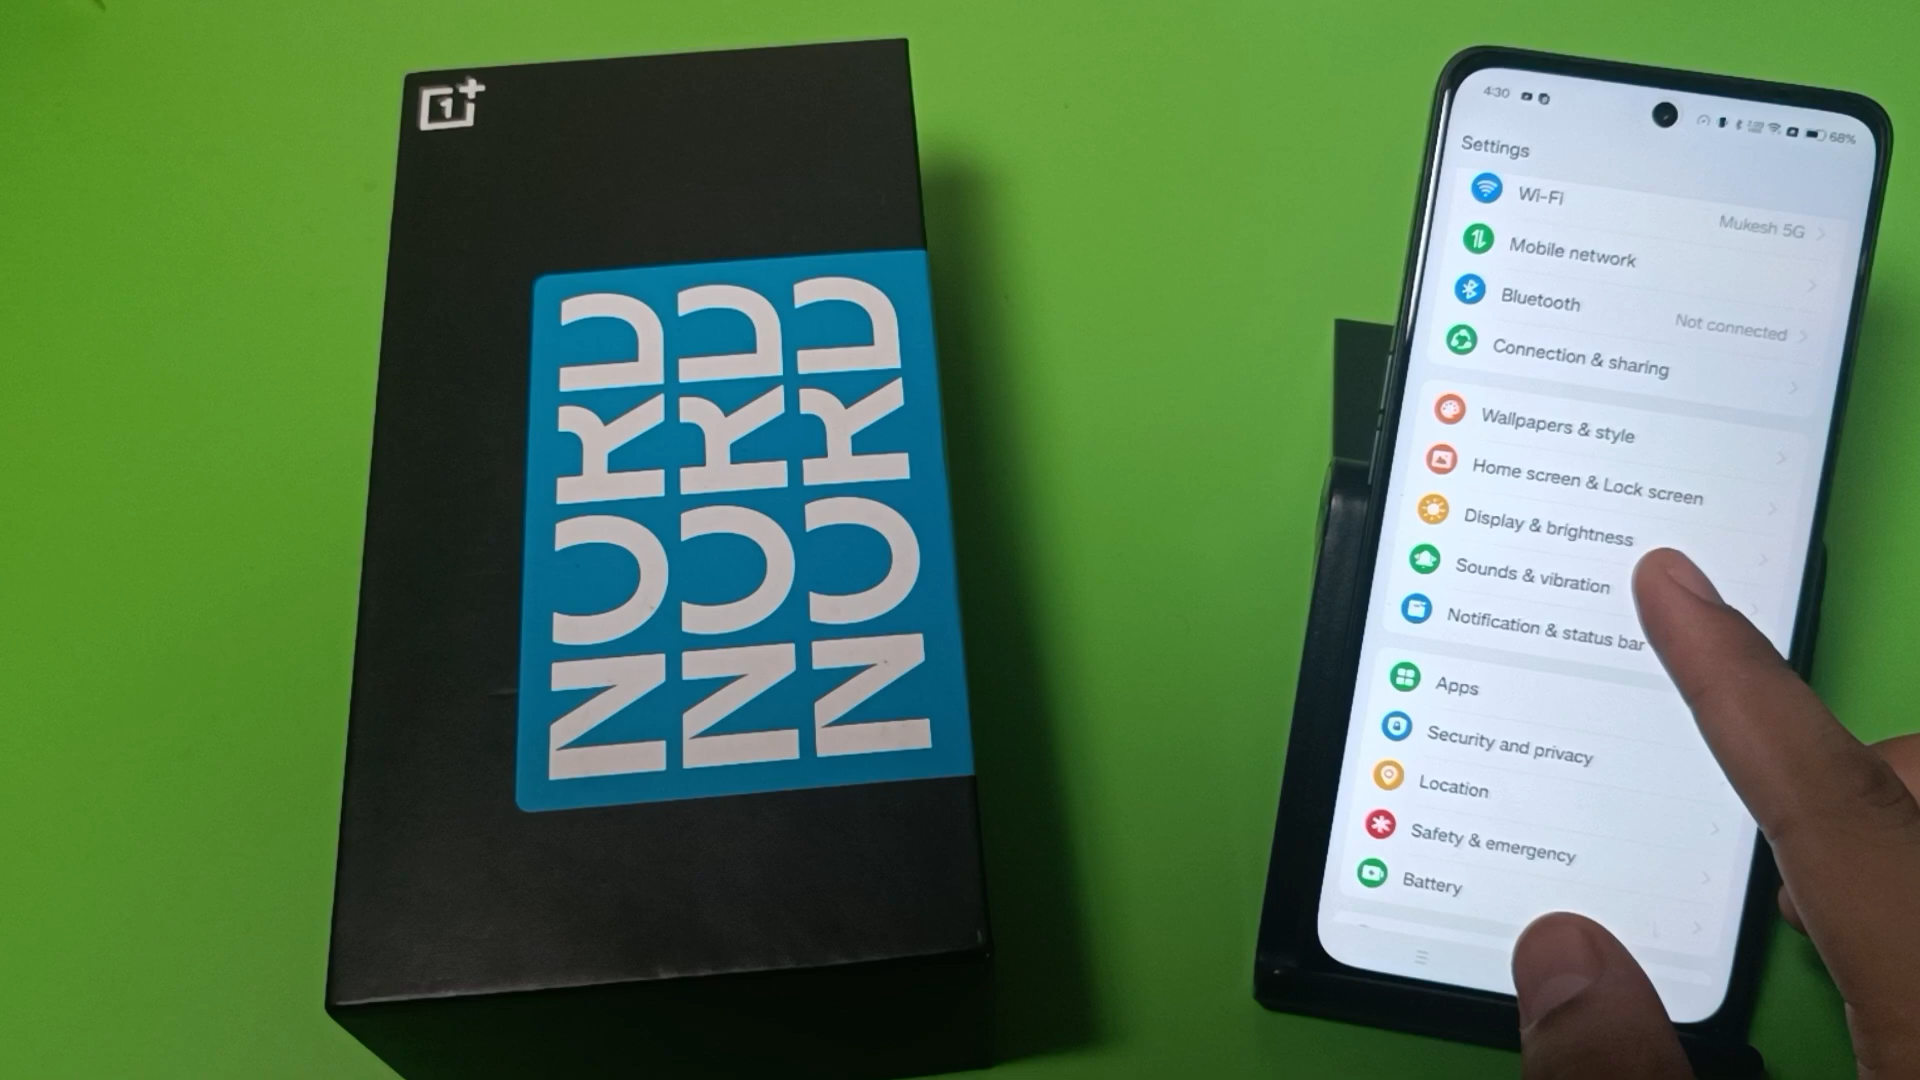 1+
NORD
NORD
NORD
4:30
68%
Settings
Wi-Fi
Mukesh 5G
Mobile network
Bluetooth
Not connected
Connection & sharing
Wallpapers & style
Home screen & Lock screen
Display & brightness
Sounds & vibration
Notification & status bar
Apps
Security and privacy
Location
Safety & emergency
Battery